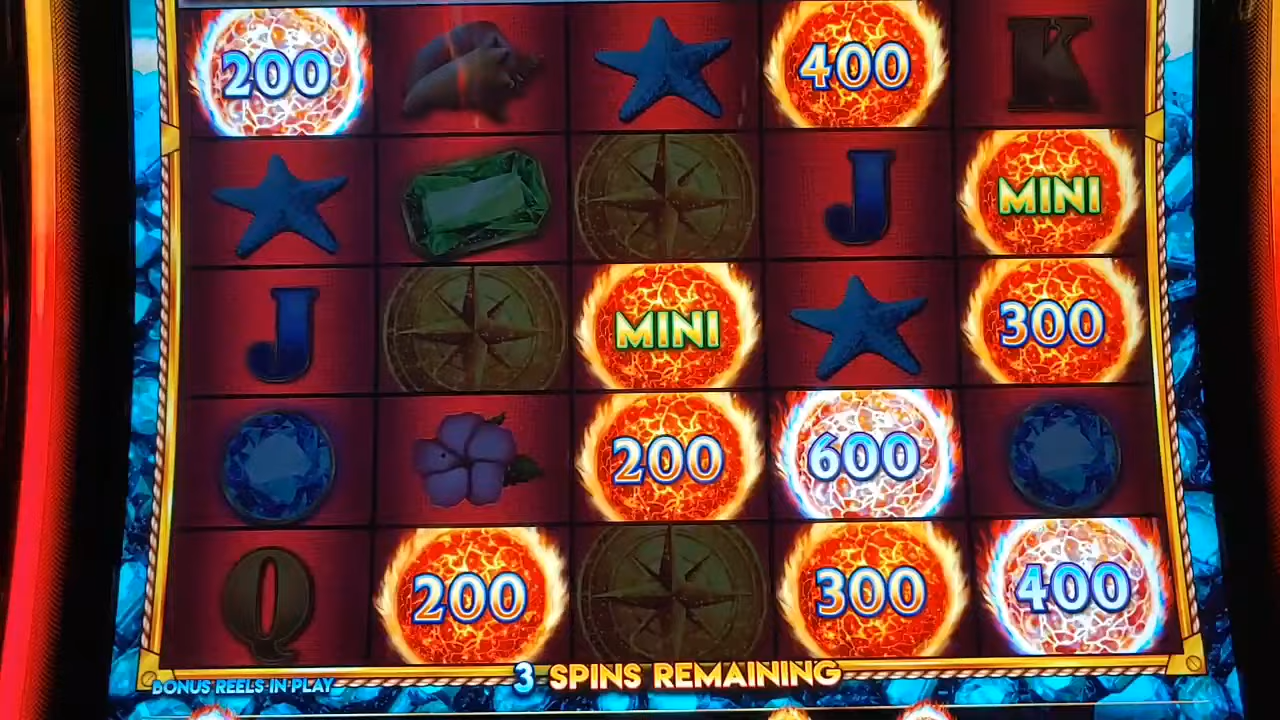 200 400 K
J MINI
J MINI 300
200 600
Q 200 300 400
BONUS REELS IN PLAY 3 SPINS REMAINING